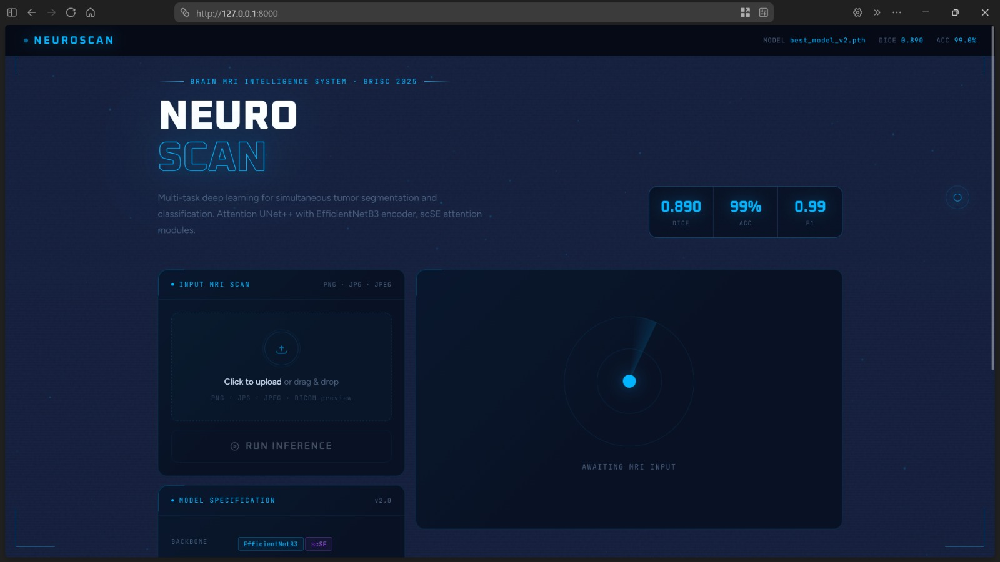 http://127.0.0.1:8000
NEUROSCAN
MODEL best_model_v2.pth DICE 0.890 ACC 99.0%
BRAIN MRI INTELLIGENCE SYSTEM · BRISC 2025
NEURO
SCAN
Multi-task deep learning for simultaneous tumor segmentation and
classification. Attention UNet++ with EfficientNetB3 encoder, scSE attention
modules.
0.890 99% 0.99
DICE ACC F1
INPUT MRI SCAN PNG · JPG · JPEG
Click to upload or drag & drop
PNG · JPG · JPEG · DICOM preview
RUN INFERENCE
AWAITING MRI INPUT
MODEL SPECIFICATION v2.0
BACKBONE EfficientNetB3 scSE